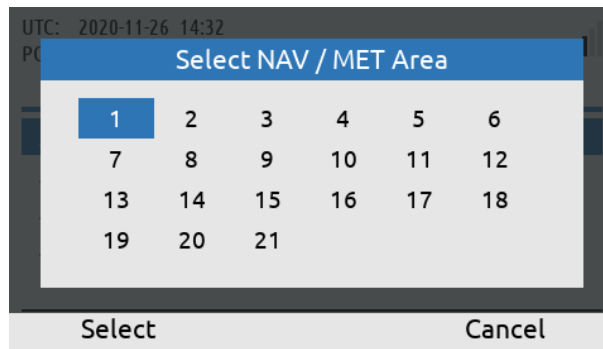 UTC: 2020-11-26 14:32
Select NAV / MET Area
1 2 3 4 5 6
7 8 9 10 11 12
13 14 15 16 17 18
19 20 21
Select Cancel